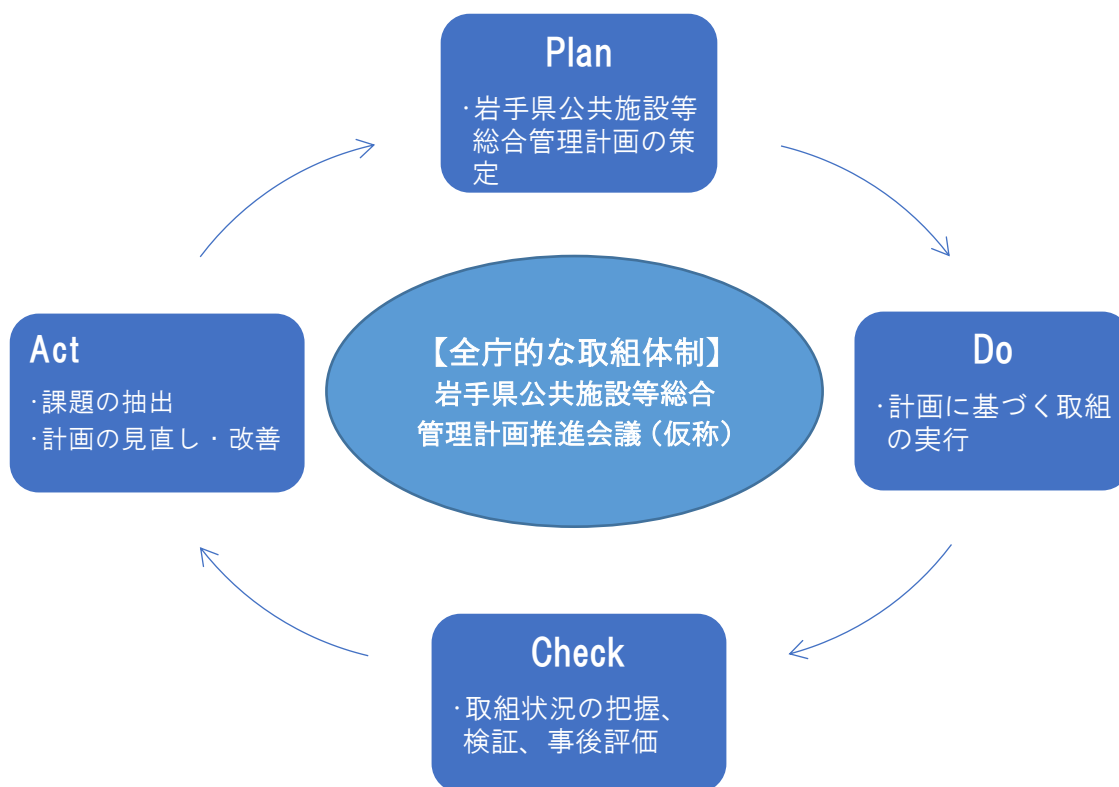 Plan
・岩手県公共施設等
総合管理計画の策
定
【全庁的な取組体制】
岩手県公共施設等総合
管理計画推進会議（仮称）
Act
・課題の抽出
・計画の見直し・改善
Do
・計画に基づく取組
の実行
Check
・取組状況の把握、
検証、事後評価